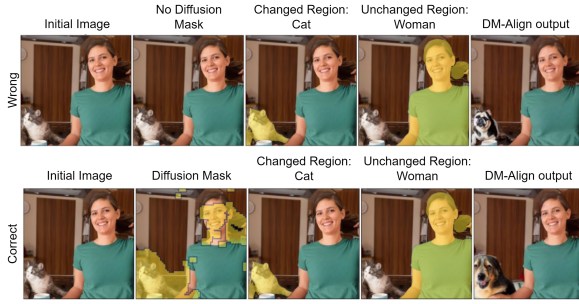 Initial Image
No Diffusion
Mask
Changed Region:
Cat
Unchanged Region:
Woman
DM-Align output
Wrong
Initial Image
Diffusion Mask
Changed Region:
Cat
Unchanged Region:
Woman
DM-Align output
Correct